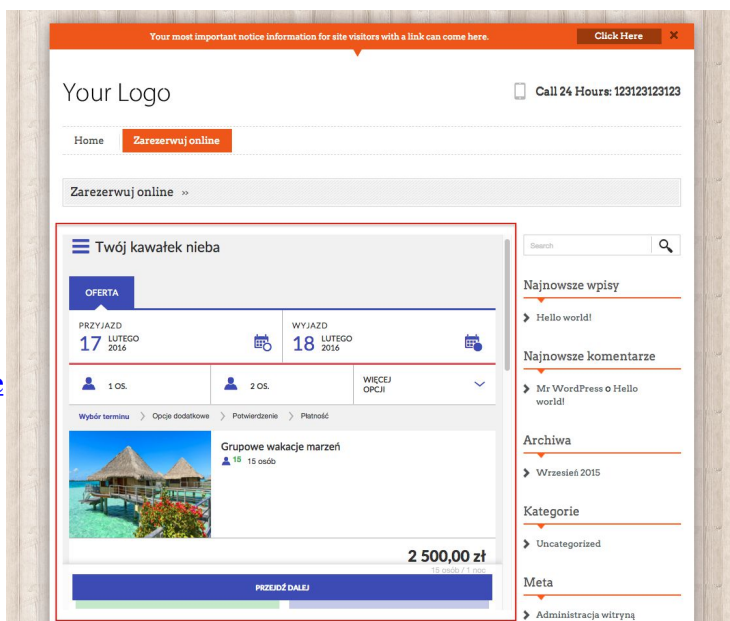 Your most important notice information for site visitors with a link can come here.
Click Here
Your Logo
Call 24 Hours: 123123123123
Home
Zarezerwuj online
Zarezerwuj online »
Twój kawałek nieba
OFERTA
PRZYJAZD
17 LUTEGO 2016
WYJAZD
18 LUTEGO 2016
1 OS.
2 OS.
WIĘCEJ OPCJI
Wybór terminu
Opcje dodatkowe
Potwierdzenie
Płatność
Grupowe wakacje marzeń
15 15 osób
2 500,00 zł
15 osób / 1 noc
PRZEJDŹ DALEJ
Search
Najnowsze wpisy
Hello world!
Najnowsze komentarze
Mr WordPress o Hello
world!
Archiwa
Wrzesień 2015
Kategorie
Uncategorized
Meta
Administracja witryną